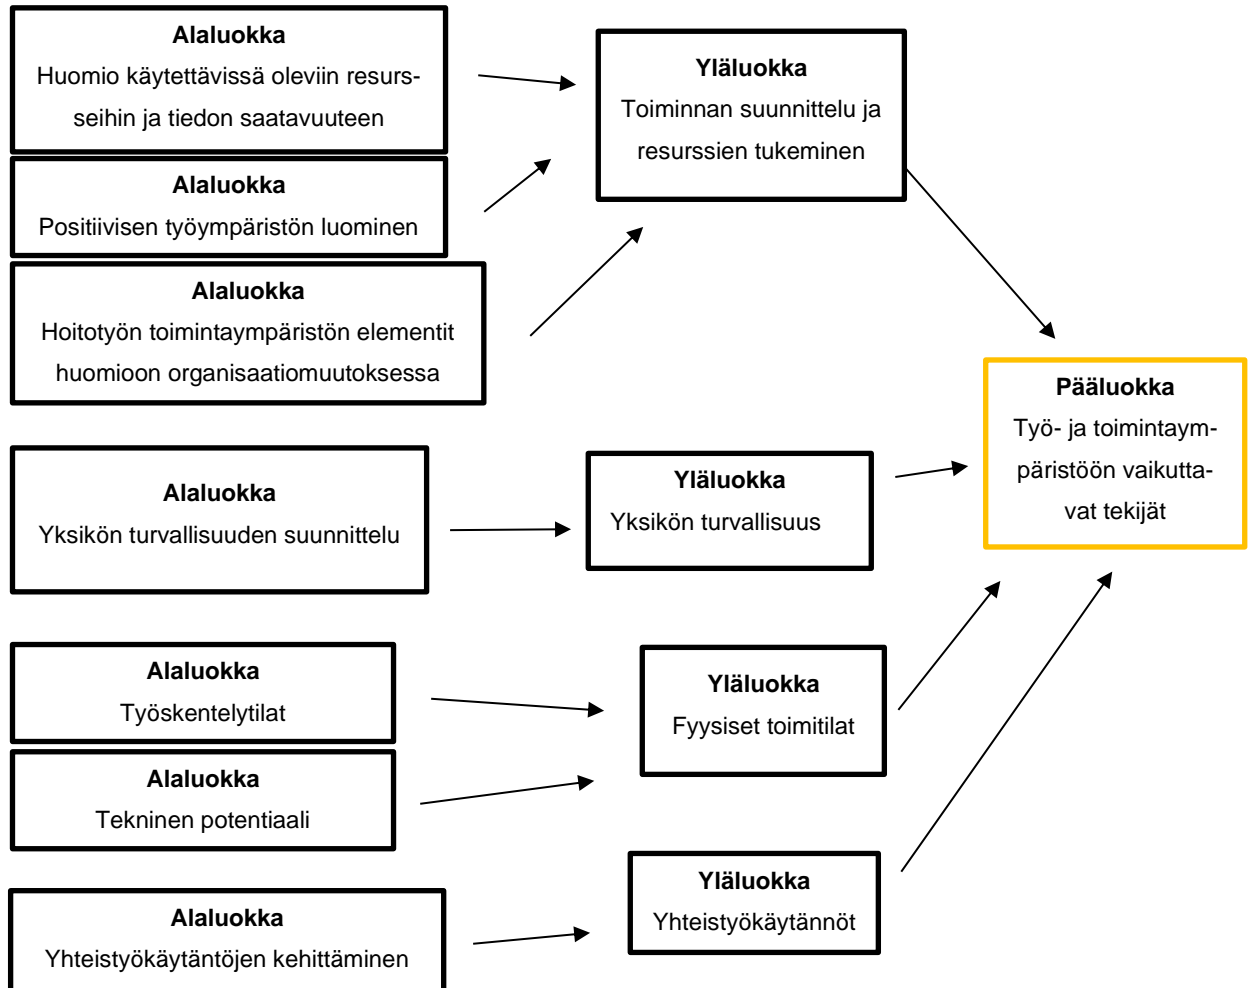 Alaluokka
Huomio käytettävissä oleviin resurs-
seihin ja tiedon saatavuuteen
Alaluokka
Positiivisen työympäristön luominen
Alaluokka
Hoitotyön toimintaympäristön elementit
huomioon organisaatiomuutoksessa
Yläluokka
Toiminnan suunnittelu ja
resurssien tukeminen
Alaluokka
Yksikön turvallisuuden suunnittelu
Yläluokka
Yksikön turvallisuus
Pääluokka
Työ- ja toimintaym-
päristöön vaikutta-
vat tekijät
Alaluokka
Työskentelytilat
Alaluokka
Tekninen potentiaali
Yläluokka
Fyysiset toimitilat
Alaluokka
Yhteistyökäytäntöjen kehittäminen
Yläluokka
Yhteistyökäytännöt